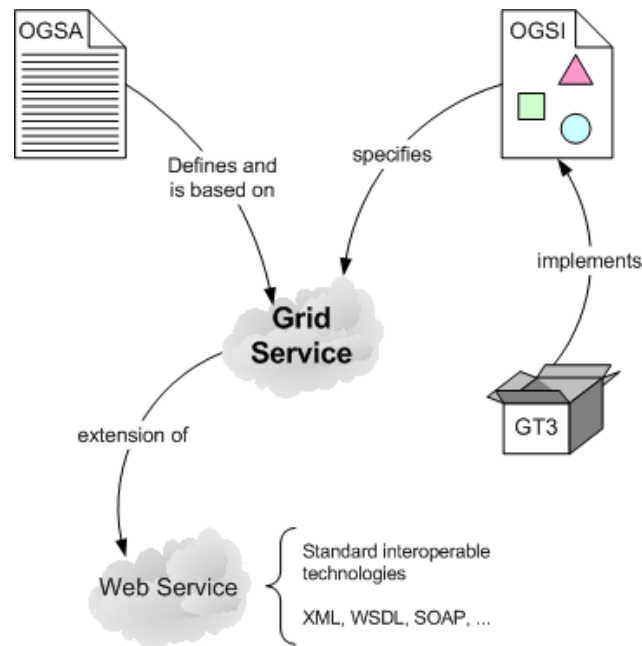 OGSA
OGSI
Defines and
is based on
specifies
implements
Grid
Service
GT3
extension of
Web Service
Standard interoperable
technologies
XML, WSDL, SOAP, ...